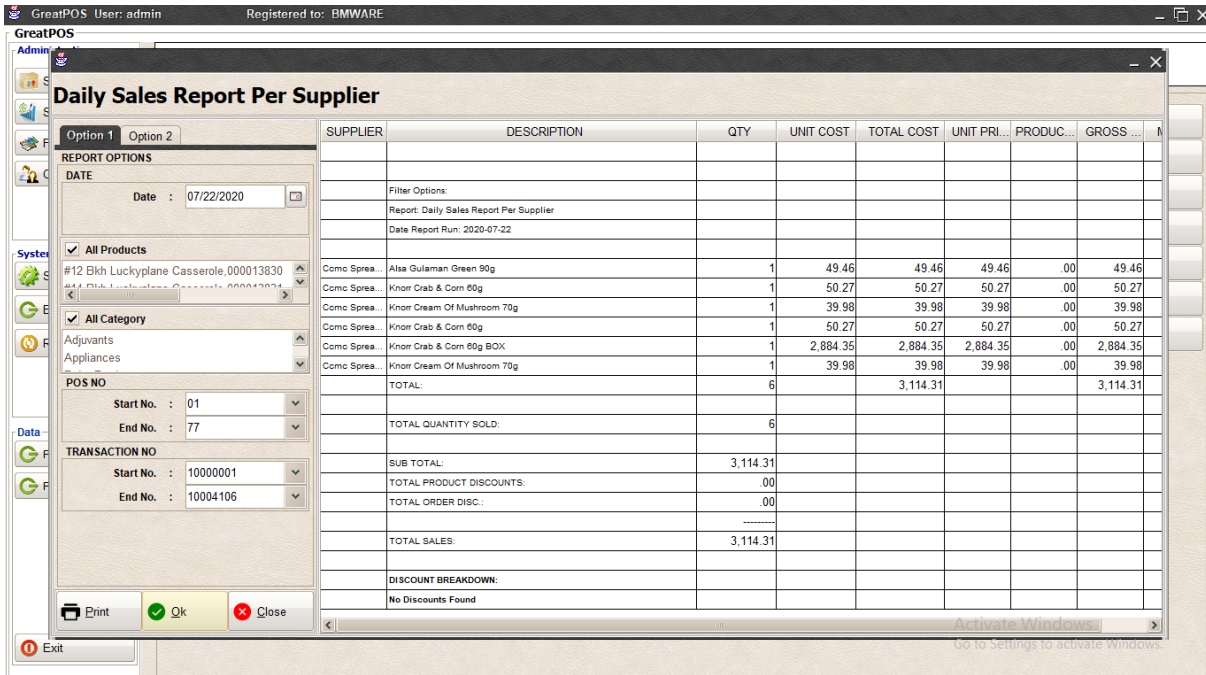 GreatPOS User: admin Registered to: BMWARE
GreatPOS
Daily Sales Report Per Supplier
Option 1 Option 2
REPORT OPTIONS
DATE
Date : 07/22/2020
All Products
#12 Bkh Luckyplane Casserole,000013830
All Category
Adjuvants
Appliances
POS NO
Start No. : 01
End No. : 77
TRANSACTION NO
Start No. : 10000001
End No. : 10004106
Print Ok Close
SUPPLIER DESCRIPTION QTY UNIT COST TOTAL COST UNIT PRI... PRODUC... GROSS ...
Filter Options:
Report: Daily Sales Report Per Supplier
Date Report Run: 2020-07-22
Ccmc Sprea... Alsa Gulaman Green 90g 1 49.46 49.46 49.46 .00 49.46
Ccmc Sprea... Knorr Crab & Corn 60g 1 50.27 50.27 50.27 .00 50.27
Ccmc Sprea... Knorr Cream Of Mushroom 70g 1 39.98 39.98 39.98 .00 39.98
Ccmc Sprea... Knorr Crab & Corn 60g 1 50.27 50.27 50.27 .00 50.27
Ccmc Sprea... Knorr Crab & Corn 60g BOX 1 2,884.35 2,884.35 2,884.35 .00 2,884.35
Ccmc Sprea... Knorr Cream Of Mushroom 70g 1 39.98 39.98 39.98 .00 39.98
TOTAL: 6 3,114.31 3,114.31
TOTAL QUANTITY SOLD: 6
SUB TOTAL: 3,114.31
TOTAL PRODUCT DISCOUNTS: .00
TOTAL ORDER DISC.: .00
---------
TOTAL SALES: 3,114.31
DISCOUNT BREAKDOWN:
No Discounts Found
Data
Exit
Activate Windows
Go to Settings to activate Windows.